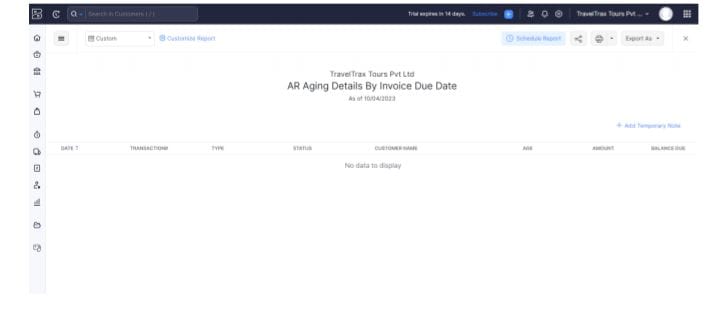 Search in Customers ( / )
Trial expires in 14 days. Subscribe
TravelTrax Tours Pvt ...
Custom
Customize Report
Schedule Report
Export As
TravelTrax Tours Pvt Ltd
AR Aging Details By Invoice Due Date
As of 10/04/2023
+ Add Temporary Note
DATE TRANSACTION# TYPE STATUS CUSTOMER NAME AGE AMOUNT BALANCE DUE
No data to display